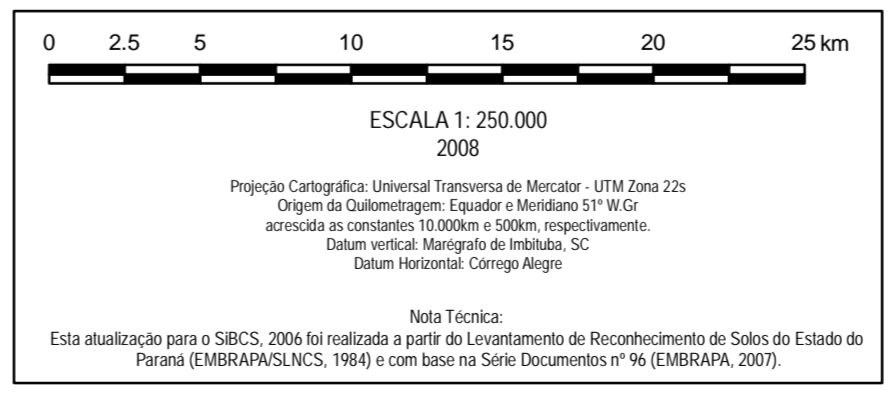 0 2.5 5 10 15 20 25 km
ESCALA 1: 250.000
2008
Projeção Cartográfica: Universal Transversa de Mercator - UTM Zona 22s
Origem da Quilometragem: Equador e Meridiano 51º W.Gr
acrescida as constantes 10.000km e 500km, respectivamente.
Datum vertical: Marégrafo de Imbituba, SC
Datum Horizontal: Córrego Alegre
Nota Técnica:
Esta atualização para o SiBCS, 2006 foi realizada a partir do Levantamento de Reconhecimento de Solos do Estado do
Paraná (EMBRAPA/SLNCS, 1984) e com base na Série Documentos nº 96 (EMBRAPA, 2007).